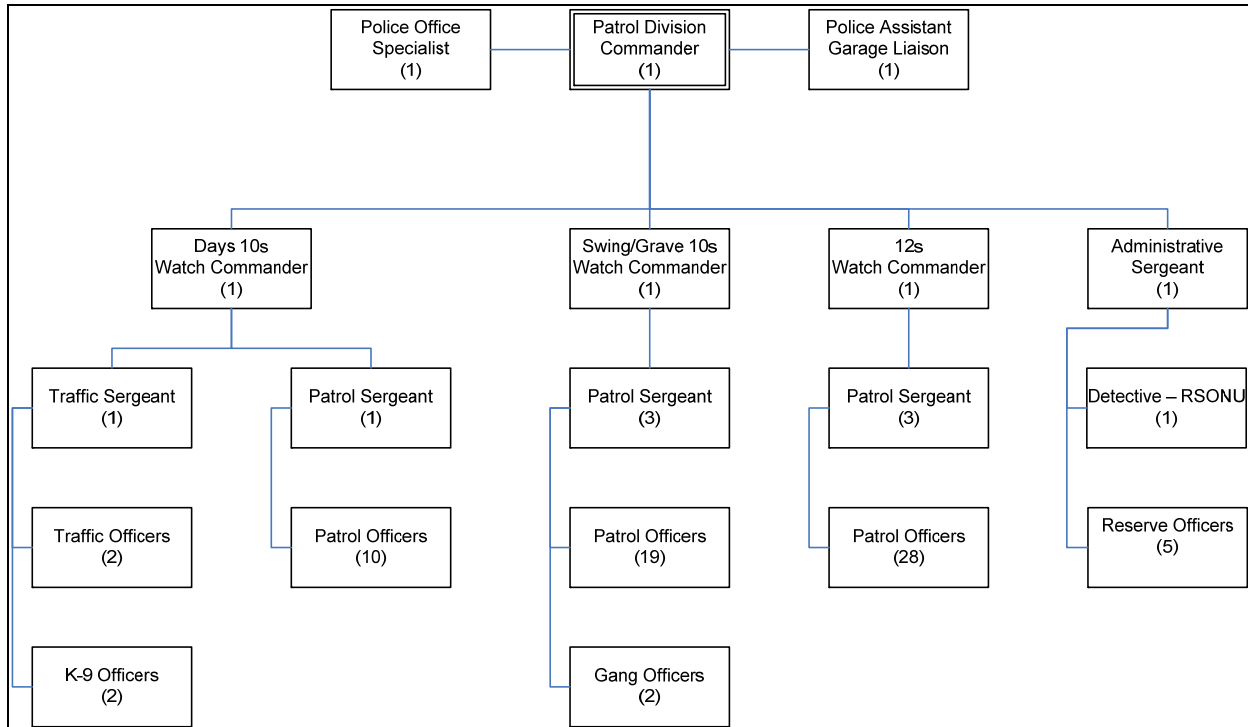 Police Office
Specialist
(1)
Patrol Division
Commander
(1)
Police Assistant
Garage Liaison
(1)
Days 10s
Watch Commander
(1)
Swing/Grave 10s
Watch Commander
(1)
12s
Watch Commander
(1)
Administrative
Sergeant
(1)
Traffic Sergeant
(1)
Patrol Sergeant
(1)
Patrol Sergeant
(3)
Patrol Sergeant
(3)
Detective – RSONU
(1)
Traffic Officers
(2)
Patrol Officers
(10)
Patrol Officers
(19)
Patrol Officers
(28)
Reserve Officers
(5)
K-9 Officers
(2)
Gang Officers
(2)